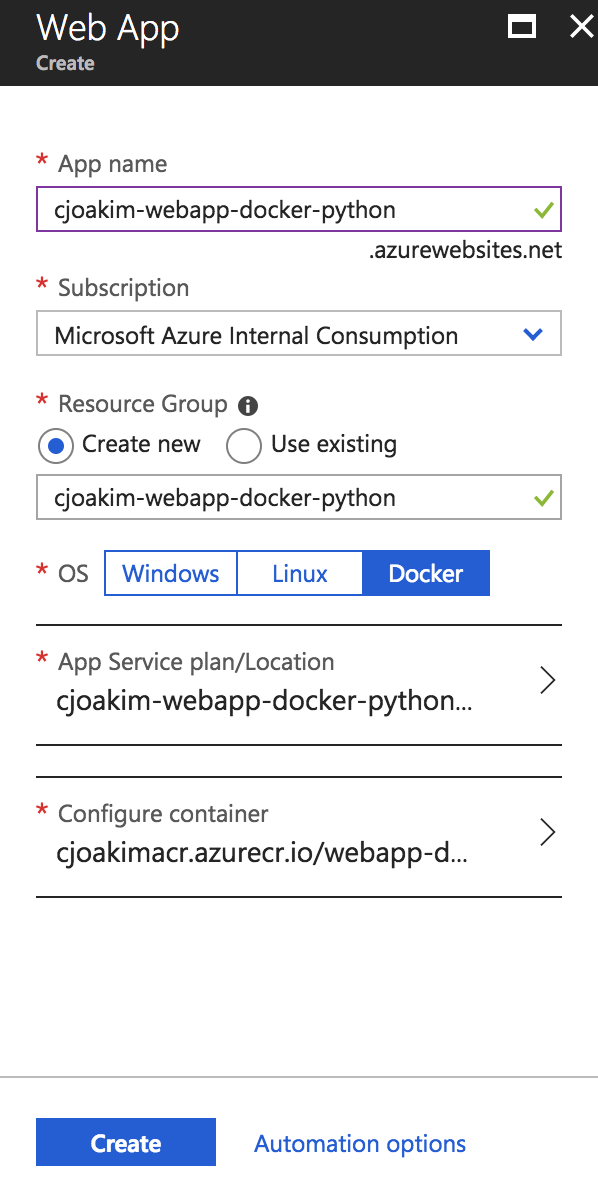 Web App
Create
* App name
cjoakim-webapp-docker-python
.azurewebsites.net
* Subscription
Microsoft Azure Internal Consumption
* Resource Group
Create new Use existing
cjoakim-webapp-docker-python
* OS Windows Linux Docker
* App Service plan/Location
cjoakim-webapp-docker-python...
* Configure container
cjoakimacr.azurecr.io/webapp-d...
Create Automation options